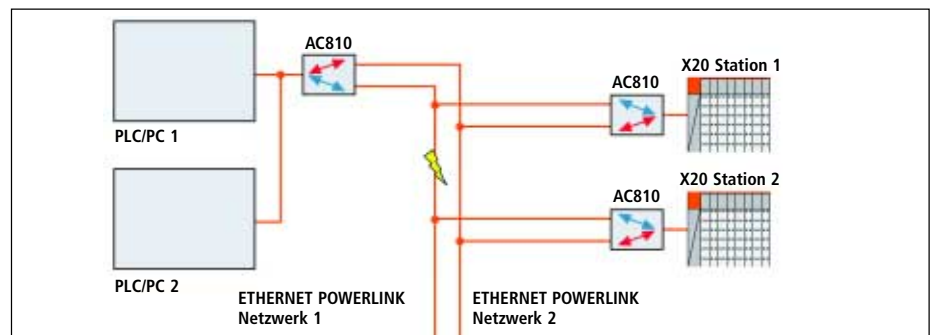 AC810
PLC/PC 1
X20 Station 1
AC810
X20 Station 2
AC810
PLC/PC 2
ETHERNET POWERLINK
Netzwerk 1
ETHERNET POWERLINK
Netzwerk 2